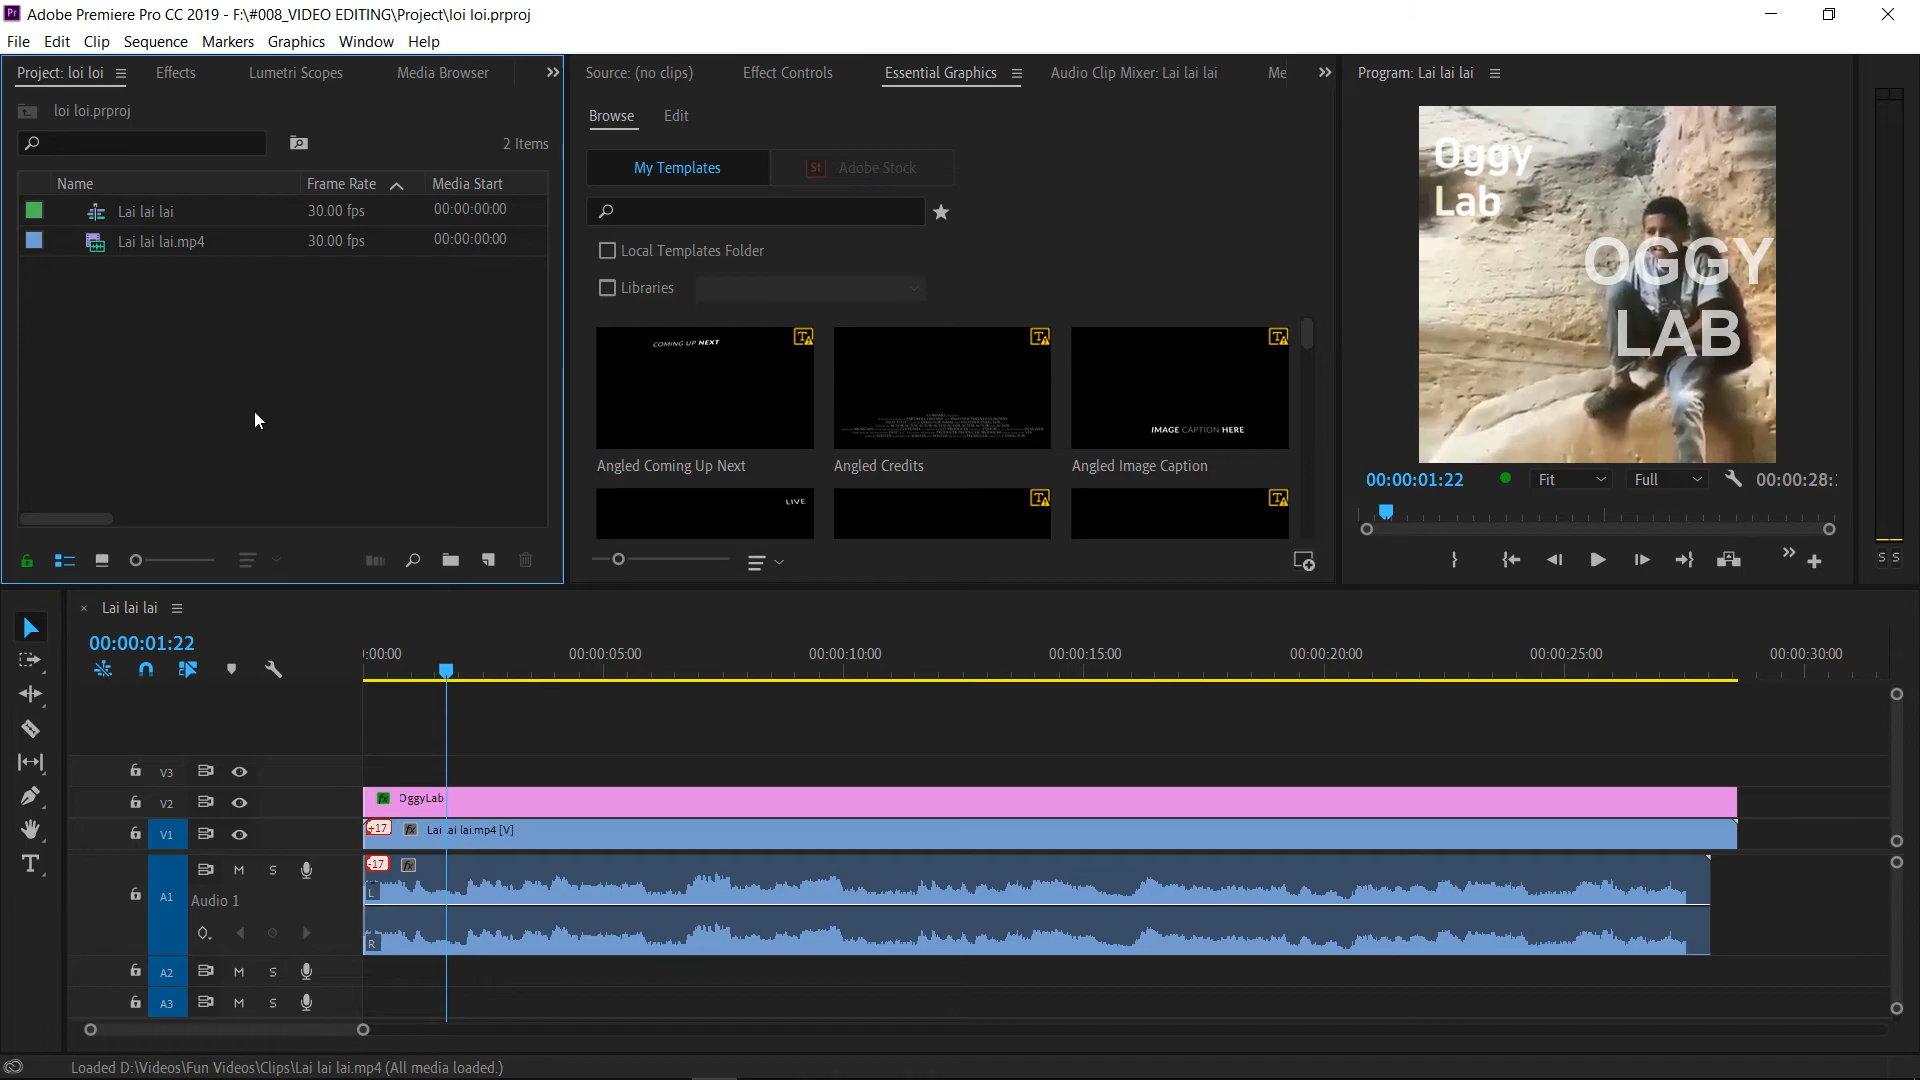 Adobe Premiere Pro CC 2019 - F:\#008_VIDEO EDITING\Project\loi loi.prproj
File Edit Clip Sequence Markers Graphics Window Help
Project: loi loi Effects Lumetri Scopes Media Browser
loi loi.prproj
2 Items
Name Frame Rate Media Start
Lai lai lai 30.00 fps 00:00:00:00
Lai lai lai.mp4 30.00 fps 00:00:00:00
Source: (no clips) Effect Controls Essential Graphics Audio Clip Mixer: Lai lai lai Me
Browse Edit
My Templates St Adobe Stock
Local Templates Folder
Libraries
COMING UP NEXT
IMAGE CAPTION HERE
Angled Coming Up Next Angled Credits Angled Image Caption
LIVE
Program: Lai lai lai
Oggy
Lab
OGGY
LAB
00:00:01:22 Fit Full 00:00:28:
S S
Lai lai lai
00:00:01:22
:00:00 00:00:05:00 00:00:10:00 00:00:15:00 00:00:20:00 00:00:25:00 00:00:30:00
V3
V2 fx OggyLab
V1 +17 fx Lai lai lai.mp4 [V]
M S -17 fx
L
A1 Audio 1
R
A2 M S
A3 M S
Loaded D:\Videos\Fun Videos\Clips\Lai lai lai.mp4 (All media loaded.)